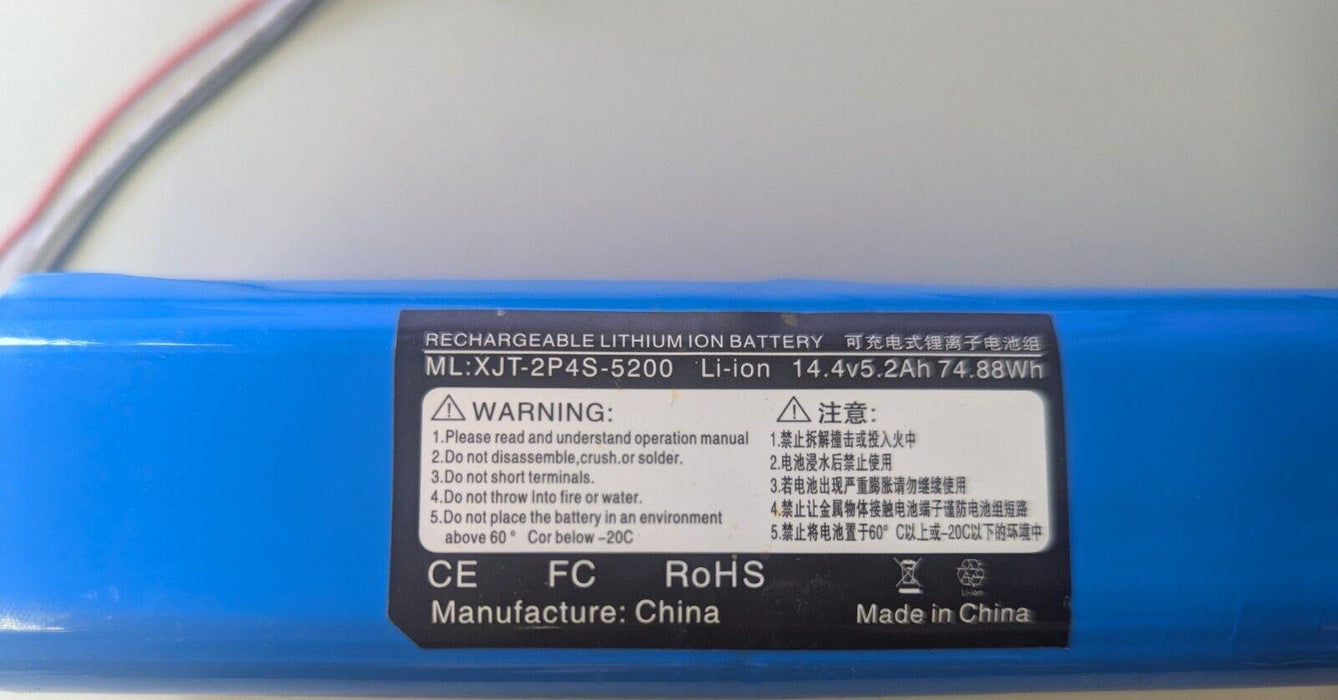 RECHARGEABLE LITHIUM ION BATTERY 可充电式锂离子电池组
ML:XJT-2P4S-5200 Li-ion 14.4v5.2Ah 74.88Wh
WARNING:
1.Please read and understand operation manual
2.Do not disassemble,crush.or solder.
3.Do not short terminals.
4.Do not throw Into fire or water.
5.Do not place the battery in an environment
above 60° Cor below -20C
注意:
1.禁止拆解撞击或投入火中
2.电池浸水后禁止使用
3.若电池出现严重膨胀请勿继续使用
4.禁止让金属物体接触电池端子谨防电池组短路
5.禁止将电池置于60° C以上或-20C以下的环境中
CE FC RoHS
Li-ion
Manufacture: China Made in China